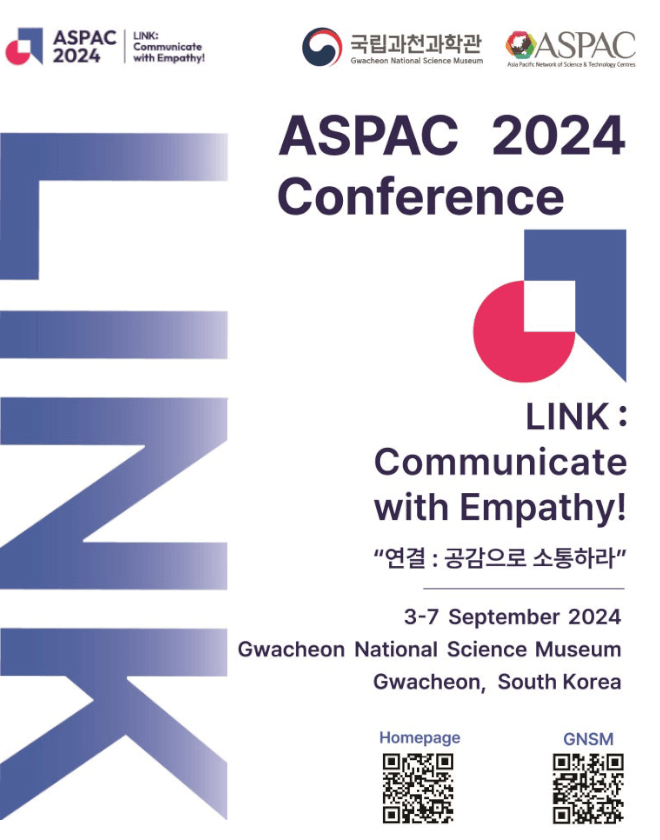 ASPAC 2024
LINK:
Communicate
with Empathy!
국립과천과학관
Gwacheon National Science Museum
ASPAC
Asia Pacific Network of Science & Technology Centres
LINK
ASPAC 2024
Conference
LINK :
Communicate
with Empathy!
“연결 : 공감으로 소통하라”
3-7 September 2024
Gwacheon National Science Museum
Gwacheon, South Korea
Homepage
GNSM